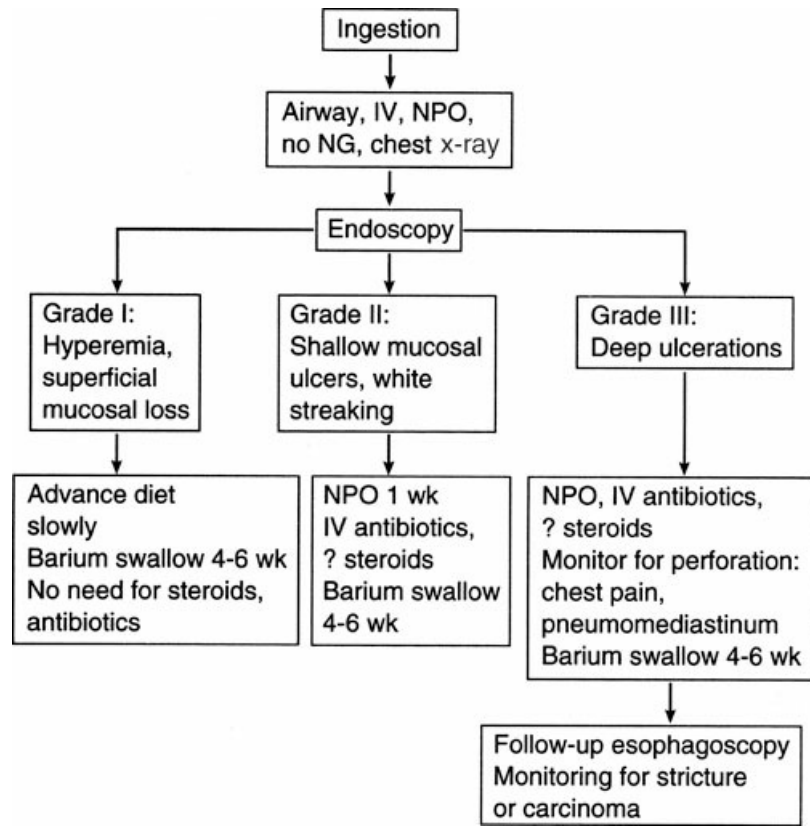 Ingestion
Airway, IV, NPO,
no NG, chest x-ray
Endoscopy
Grade I:
Hyperemia,
superficial
mucosal loss
Grade II:
Shallow mucosal
ulcers, white
streaking
Grade III:
Deep ulcerations
Advance diet
slowly
Barium swallow 4-6 wk
No need for steroids,
antibiotics
NPO 1 wk
IV antibiotics,
? steroids
Barium swallow
4-6 wk
NPO, IV antibiotics,
? steroids
Monitor for perforation:
chest pain,
pneumomediastinum
Barium swallow 4-6 wk
Follow-up esophagoscopy
Monitoring for stricture
or carcinoma